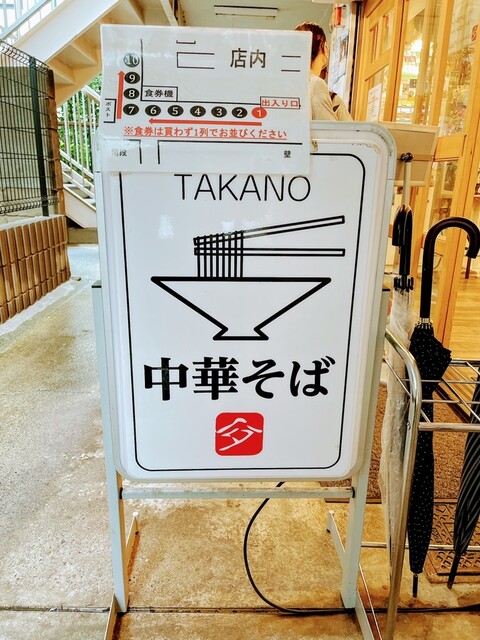 店内
⑩
⑨
⑧ 食券機
出入り口
ポスト
⑦ ⑥ ⑤ ④ ③ ② ①
※食券は買わず1列でお並びください
階段
壁
TAKANO
中華そば